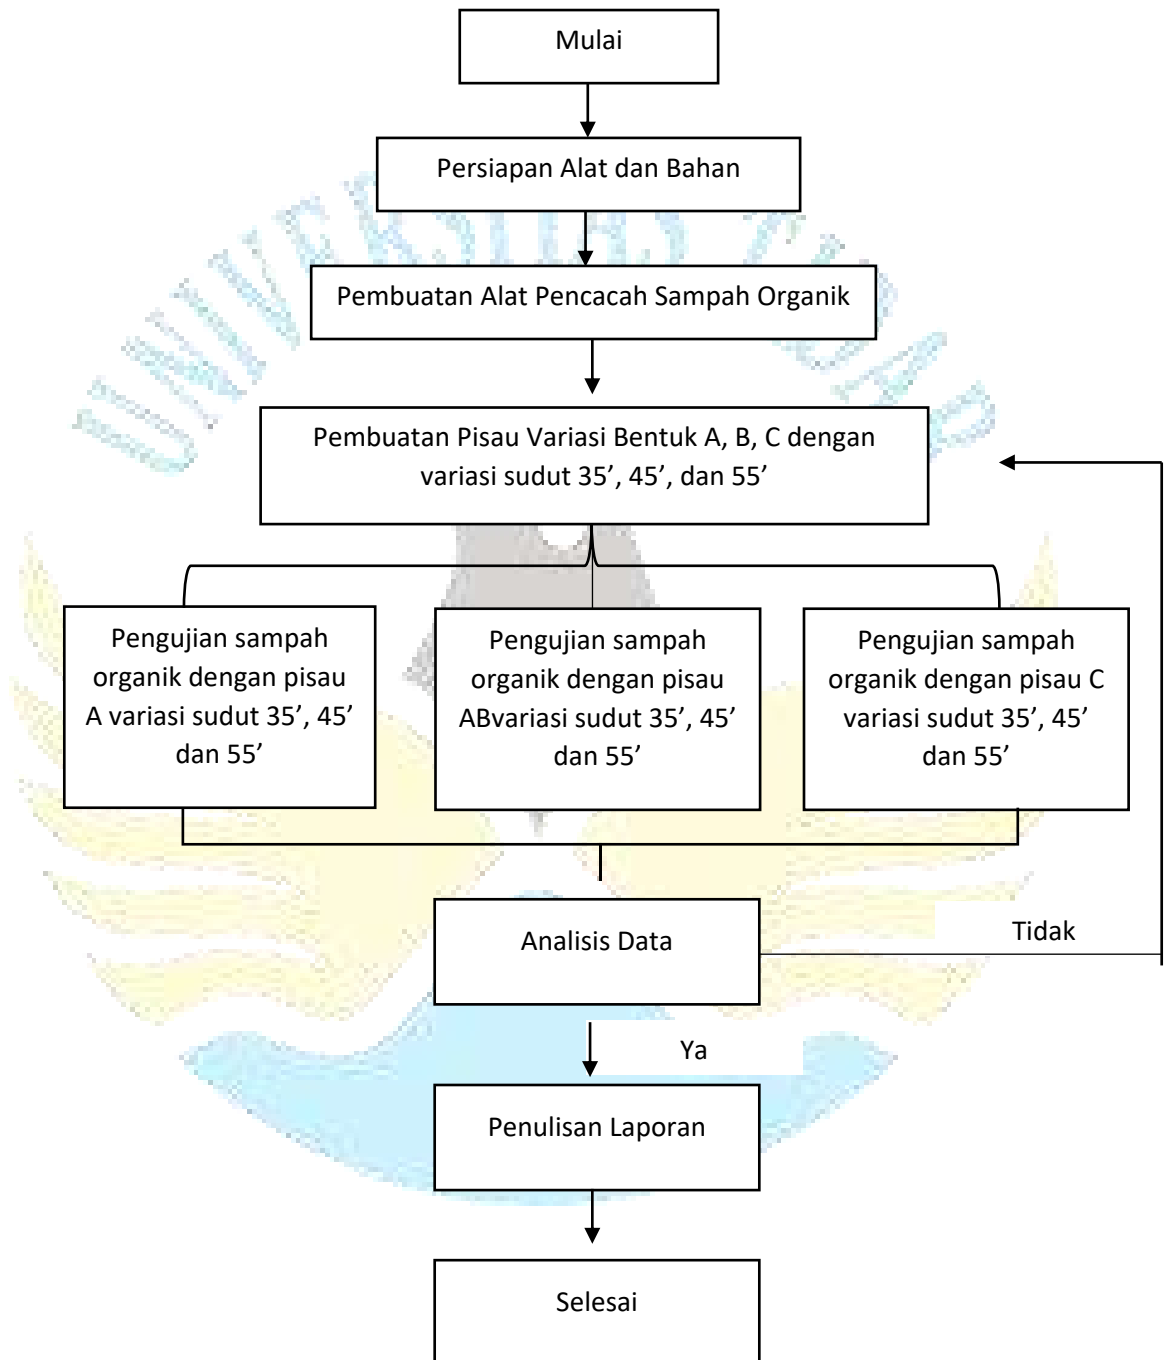 Mulai
Persiapan Alat dan Bahan
UNIVERSITAS
Pembuatan Alat Pencacah Sampah Organik
Pembuatan Pisau Variasi Bentuk A, B, C dengan
variasi sudut 35’, 45’, dan 55’
Pengujian sampah
organik dengan pisau
A variasi sudut 35’, 45’
dan 55’
Pengujian sampah
organik dengan pisau
ABvariasi sudut 35’, 45’
dan 55’
Pengujian sampah
organik dengan pisau C
variasi sudut 35’, 45’
dan 55’
Analisis Data
Tidak
Ya
Penulisan Laporan
Selesai